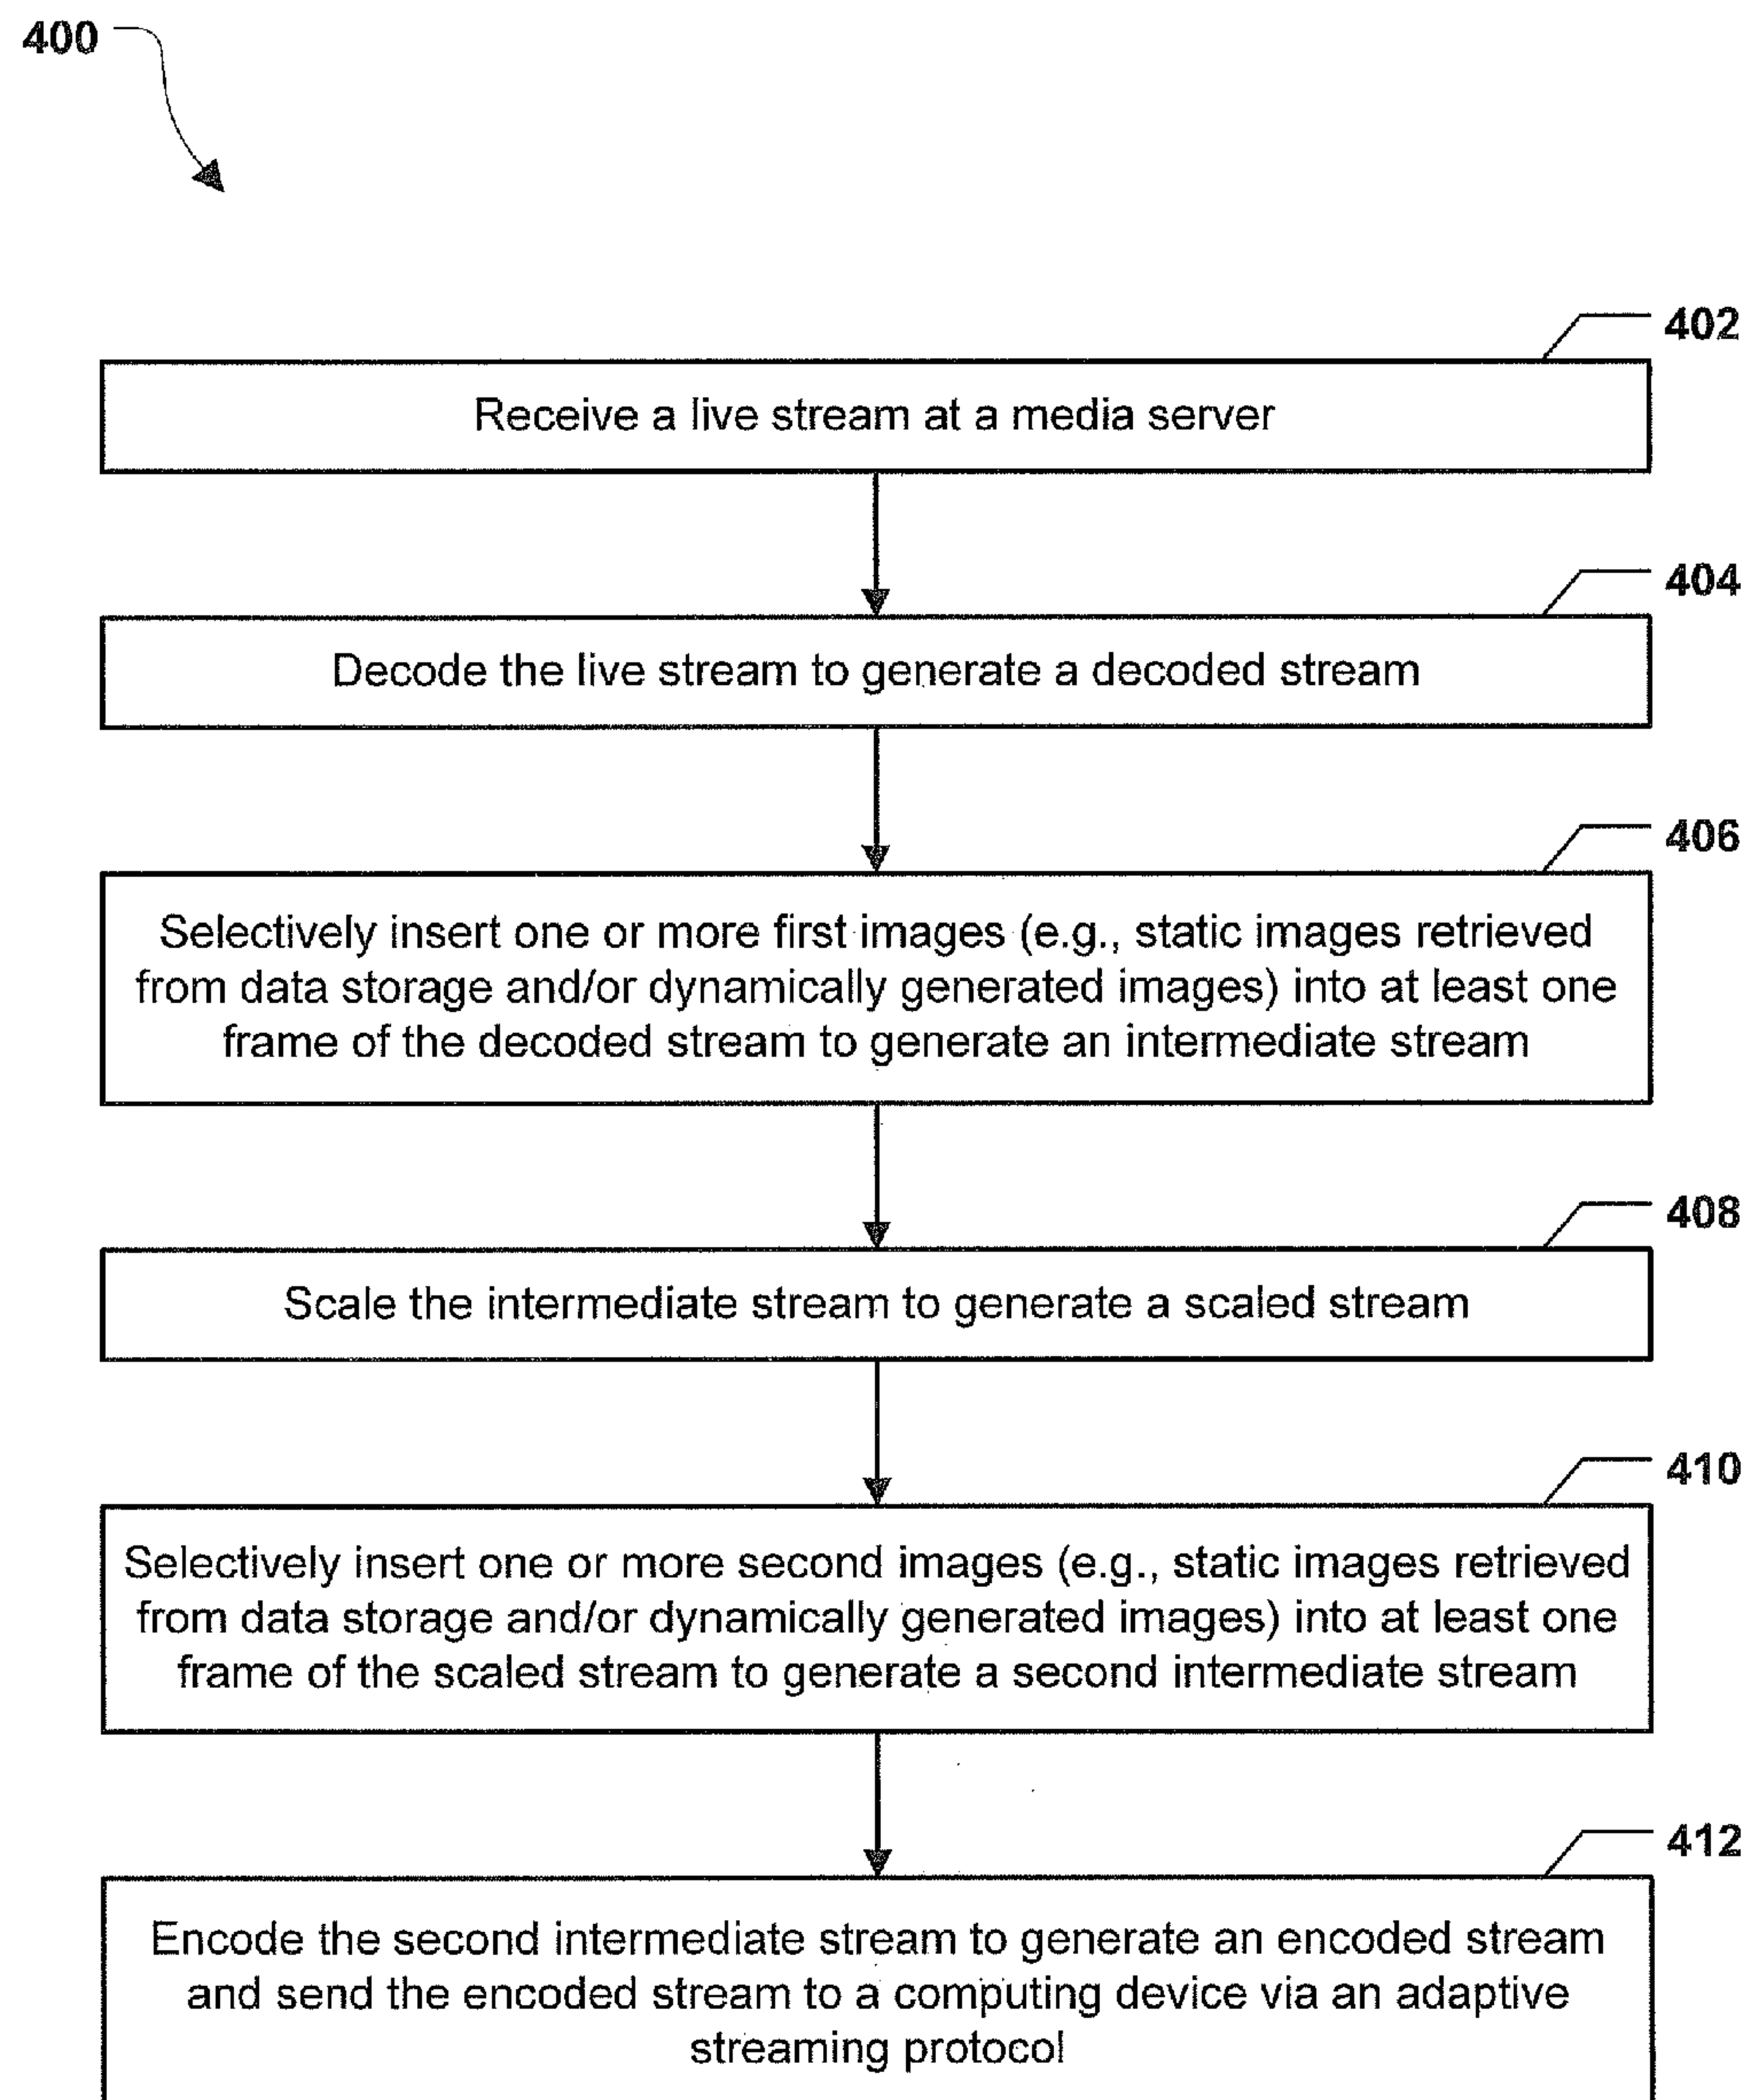 400
402
Receive a live stream at a media server
404
Decode the live stream to generate a decoded stream
406
Selectively insert one or more first images (e.g., static images retrieved
from data storage and/or dynamically generated images) into at least one
frame of the decoded stream to generate an intermediate stream
408
Scale the intermediate stream to generate a scaled stream
410
Selectively insert one or more second images (e.g., static images retrieved
from data storage and/or dynamically generated images) into at least one
frame of the scaled stream to generate a second intermediate stream
412
Encode the second intermediate stream to generate an encoded stream
and send the encoded stream to a computing device via an adaptive
streaming protocol